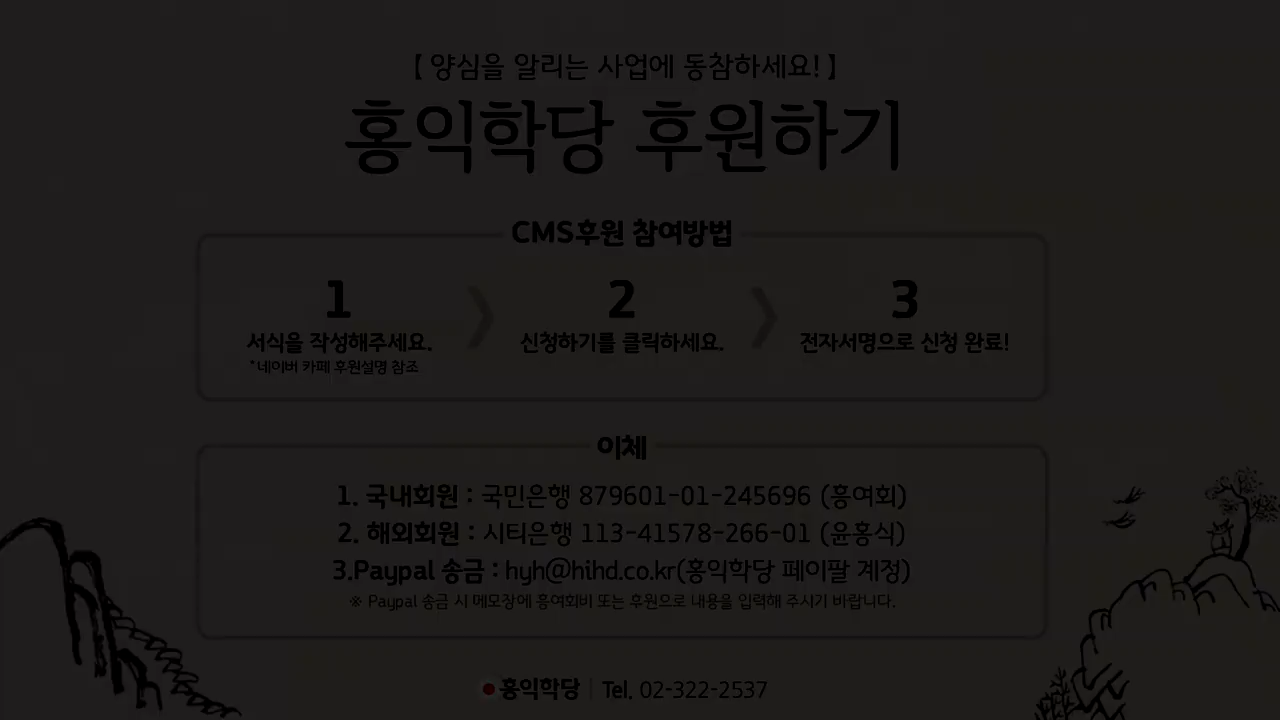 【 양심을 알리는 사업에 동참하세요! 】
홍익학당 후원하기
CMS후원 참여방법
1
서식을 작성해주세요.
*네이버 카페 후원설명 참조
2
신청하기를 클릭하세요.
3
전자서명으로 신청 완료!
이체
1. 국내회원 : 국민은행 879601-01-245696 (흥여회)
2. 해외회원 : 시티은행 113-41578-266-01 (윤홍식)
3.Paypal 송금 : hyh@hihd.co.kr(홍익학당 페이팔 계정)
※ Paypal 송금 시 메모장에 흥여회비 또는 후원으로 내용을 입력해 주시기 바랍니다.
홍익학당 | Tel. 02-322-2537